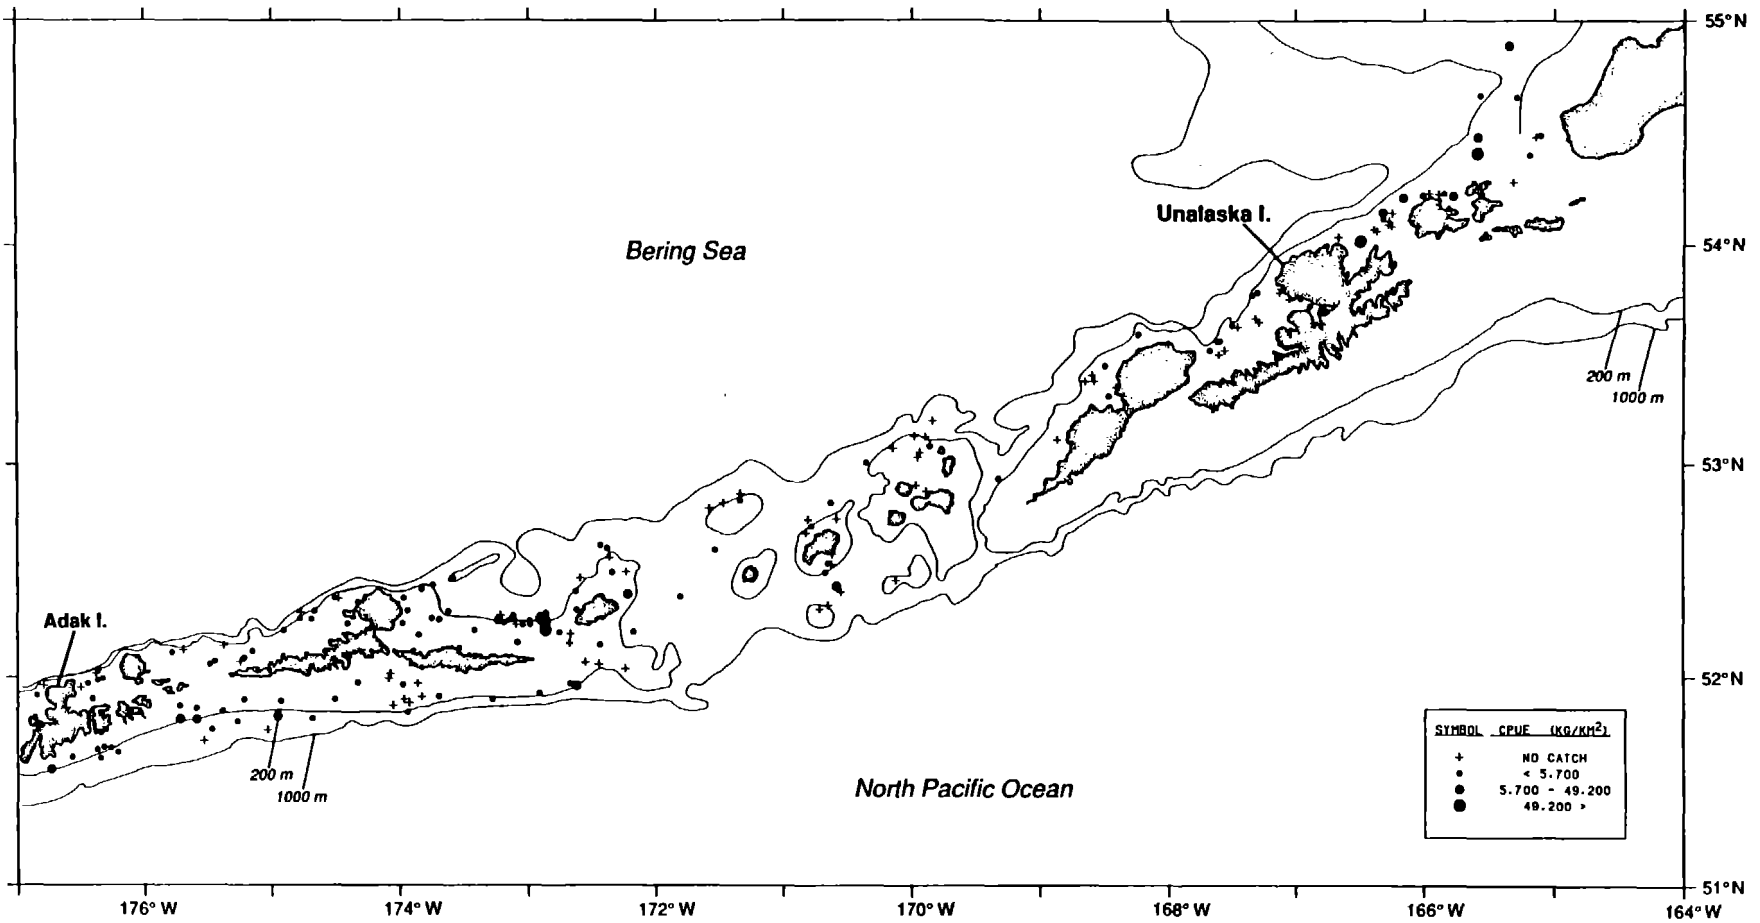 55°N
Unalaska I.
Bering Sea
54°N
200 m
1000 m
53°N
Adak I.
52°N
200 m
1000 m
North Pacific Ocean
SYMBOL CPUE (KG/KM²)
+ NO CATCH
• < 5.700
● 5.700 - 49.200
● 49.200 >
51°N
176°W 174°W 172°W 170°W 168°W 166°W 164°W